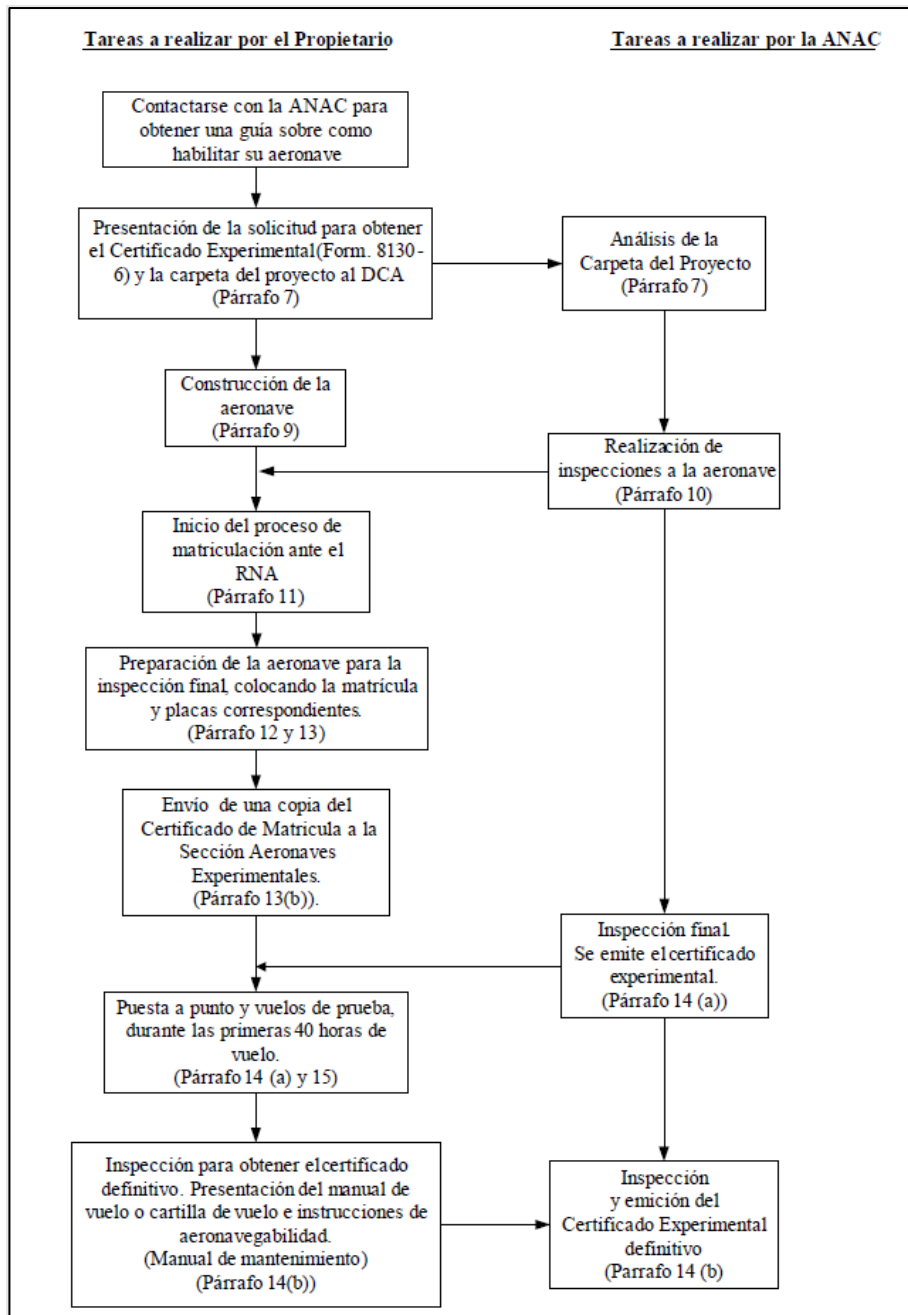 Tareas a realizar por el Propietario
Tareas a realizar por la ANAC
Contactarse con la ANAC para
obtener una guía sobre como
habilitar su aeronave
Presentación de la solicitud para obtener
el Certificado Experimental(Form. 8130-
6) y la carpeta del proyecto al DCA
(Párrafo 7)
Análisis de la
Carpeta del Proyecto
(Párrafo 7)
Construcción de la
aeronave
(Párrafo 9)
Realización de
inspecciones a la aeronave
(Párrafo 10)
Inicio del proceso de
matriculación ante el
RNA
(Párrafo 11)
Preparación de la aeronave para la
inspección final, colocando la matrícula
y placas correspondientes.
(Párrafo 12 y 13)
Envío de una copia del
Certificado de Matricula a la
Sección Aeronaves
Experimentales.
(Párrafo 13(b)).
Inspección final.
Se emite el certificado
experimental.
(Párrafo 14 (a))
Puesta a punto y vuelos de prueba,
durante las primeras 40 horas de
vuelo.
(Párrafo 14 (a) y 15)
Inspección para obtener el certificado
definitivo. Presentación del manual de
vuelo o cartilla de vuelo e instrucciones de
aeronavegabilidad.
(Manual de mantenimiento)
(Párrafo 14(b))
Inspección
y emición del
Certificado Experimental
definitivo
(Parrafo 14 (b)